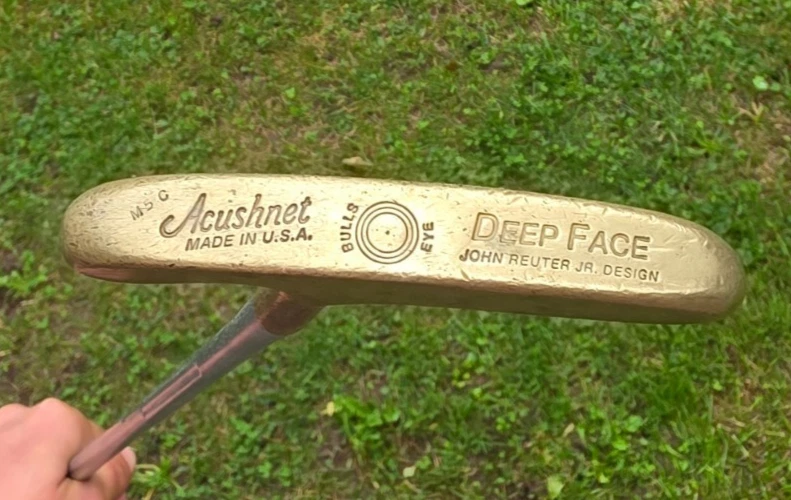 M5C
Acushnet
MADE IN U.S.A.
BULLS
EYE
DEEP FACE
JOHN REUTER JR. DESIGN